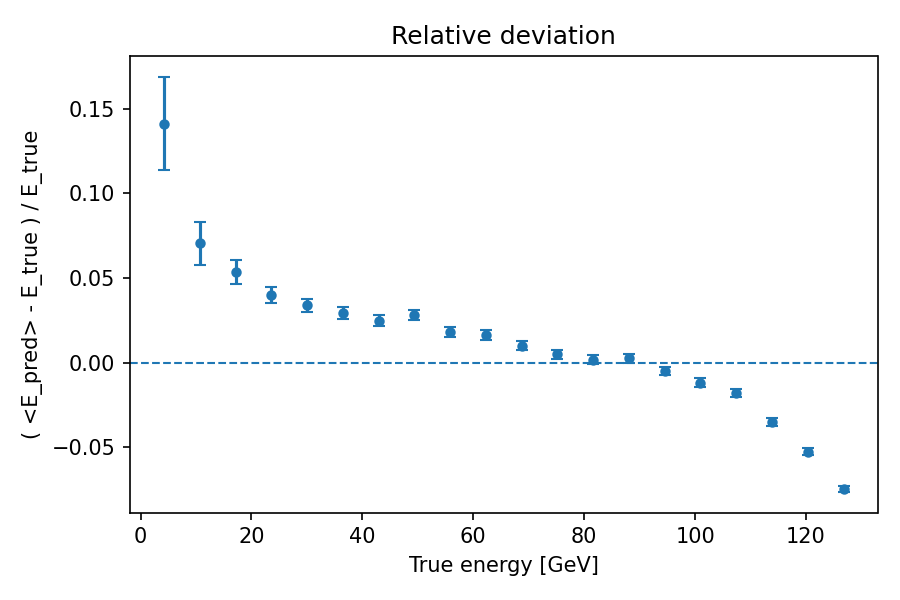 Relative deviation
( <E_pred> - E_true ) / E_true
0.15
0.10
0.05
0.00
−0.05
0 20 40 60 80 100 120
True energy [GeV]